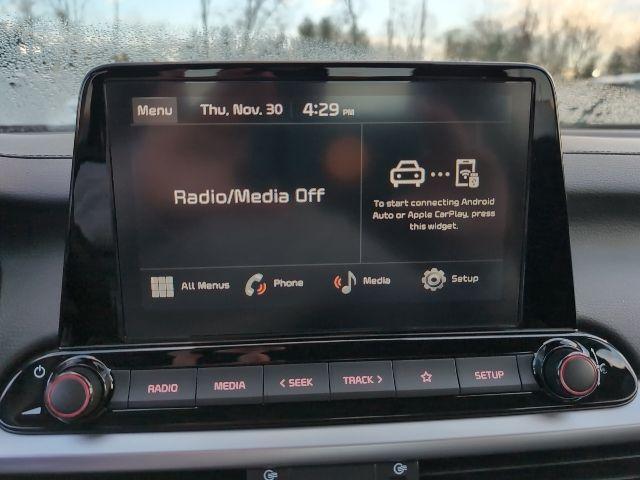 Menu Thu, Nov. 30 4:29 PM
Radio/Media Off
To start connecting Android
Auto or Apple CarPlay, press
this widget.
All Menus Phone Media Setup
RADIO MEDIA < SEEK TRACK > SETUP